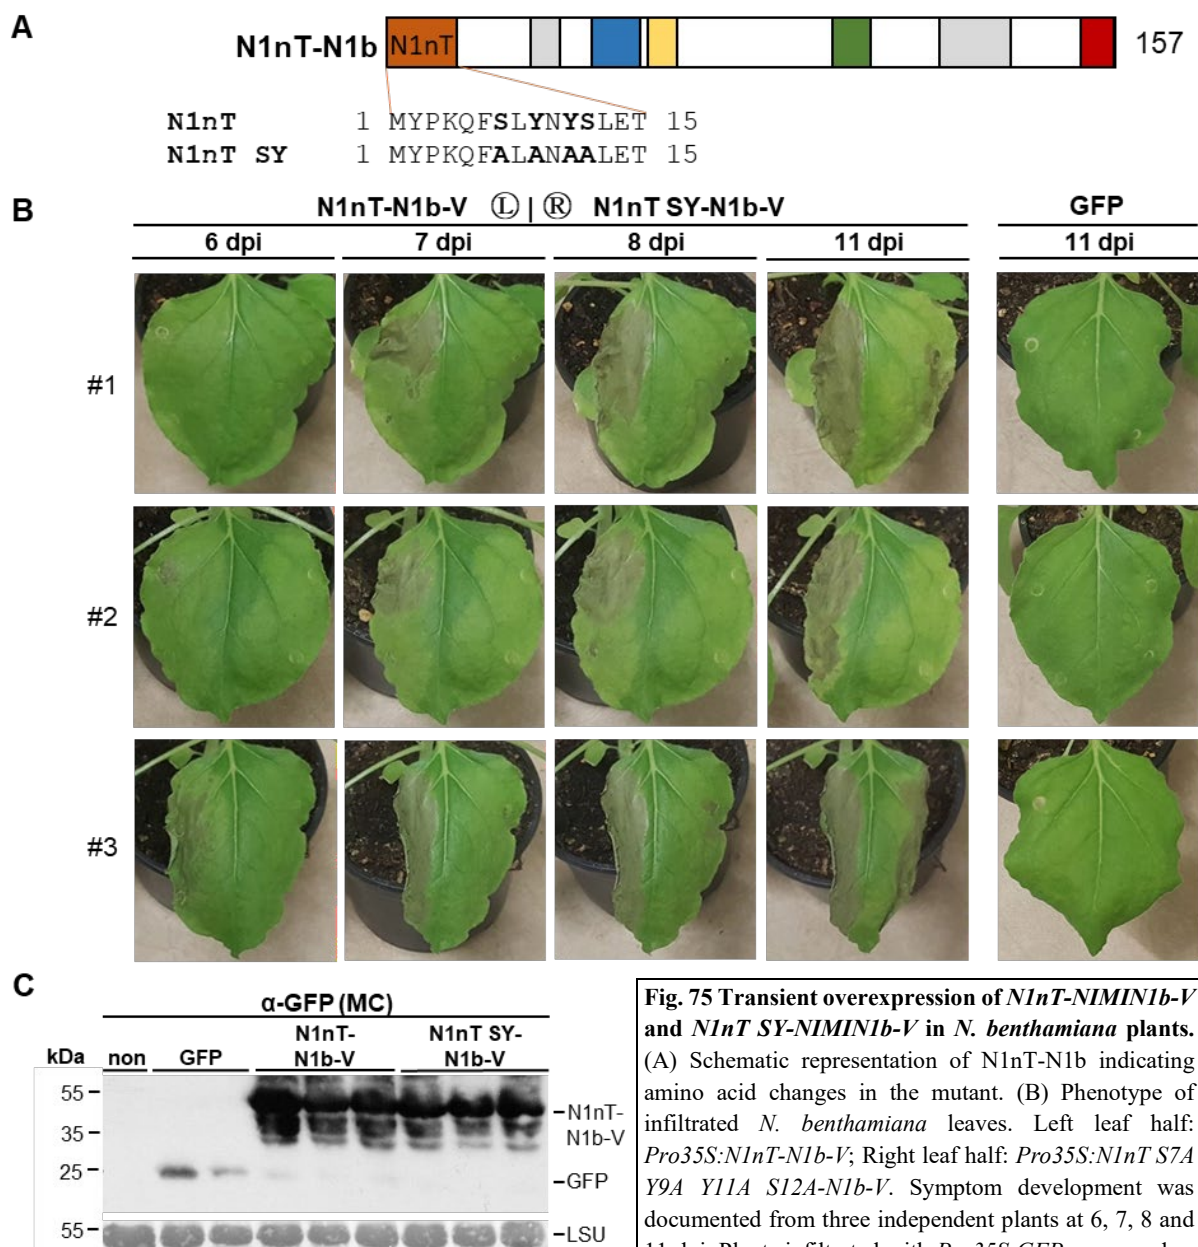 A
N1nT-N1b N1nT 157
N1nT 1 MYPKQFSLYNYSLET 15
N1nT SY 1 MYPKQFALANAALET 15
B
N1nT-N1b-V Ⓛ | Ⓡ N1nT SY-N1b-V GFP
6 dpi 7 dpi 8 dpi 11 dpi 11 dpi
#1
#2
#3
C
α-GFP (MC)
N1nT- N1nT SY-
kDa non GFP N1b-V N1b-V
55
N1nT-
35 N1b-V
25
GFP
55 LSU
Fig. 75 Transient overexpression of N1nT-NIMIN1b-V
and N1nT SY-NIMIN1b-V in N. benthamiana plants.
(A) Schematic representation of N1nT-N1b indicating
amino acid changes in the mutant. (B) Phenotype of
infiltrated N. benthamiana leaves. Left leaf half:
Pro35S:N1nT-N1b-V; Right leaf half: Pro35S:N1nT S7A
Y9A Y11A S12A-N1b-V. Symptom development was
documented from three independent plants at 6, 7, 8 and